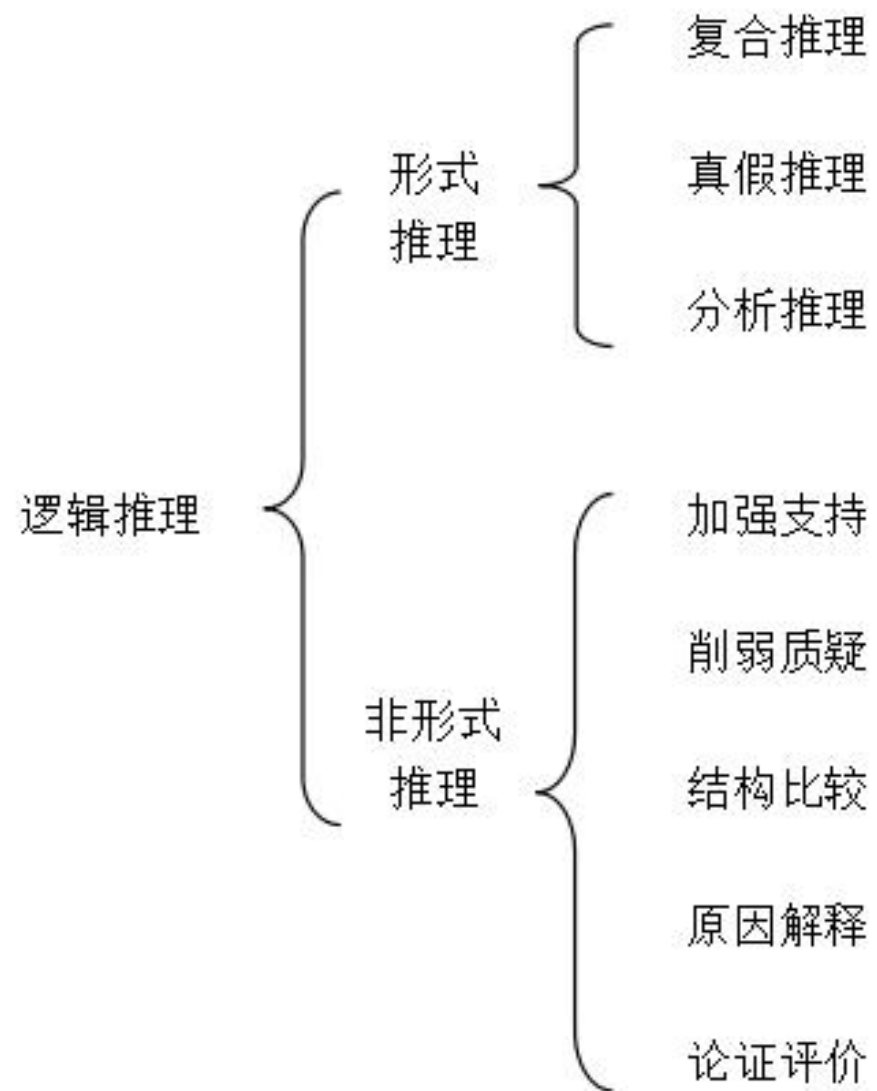 复合推理
形式
推理
真假推理
分析推理
逻辑推理
加强支持
削弱质疑
非形式
推理
结构比较
原因解释
论证评价